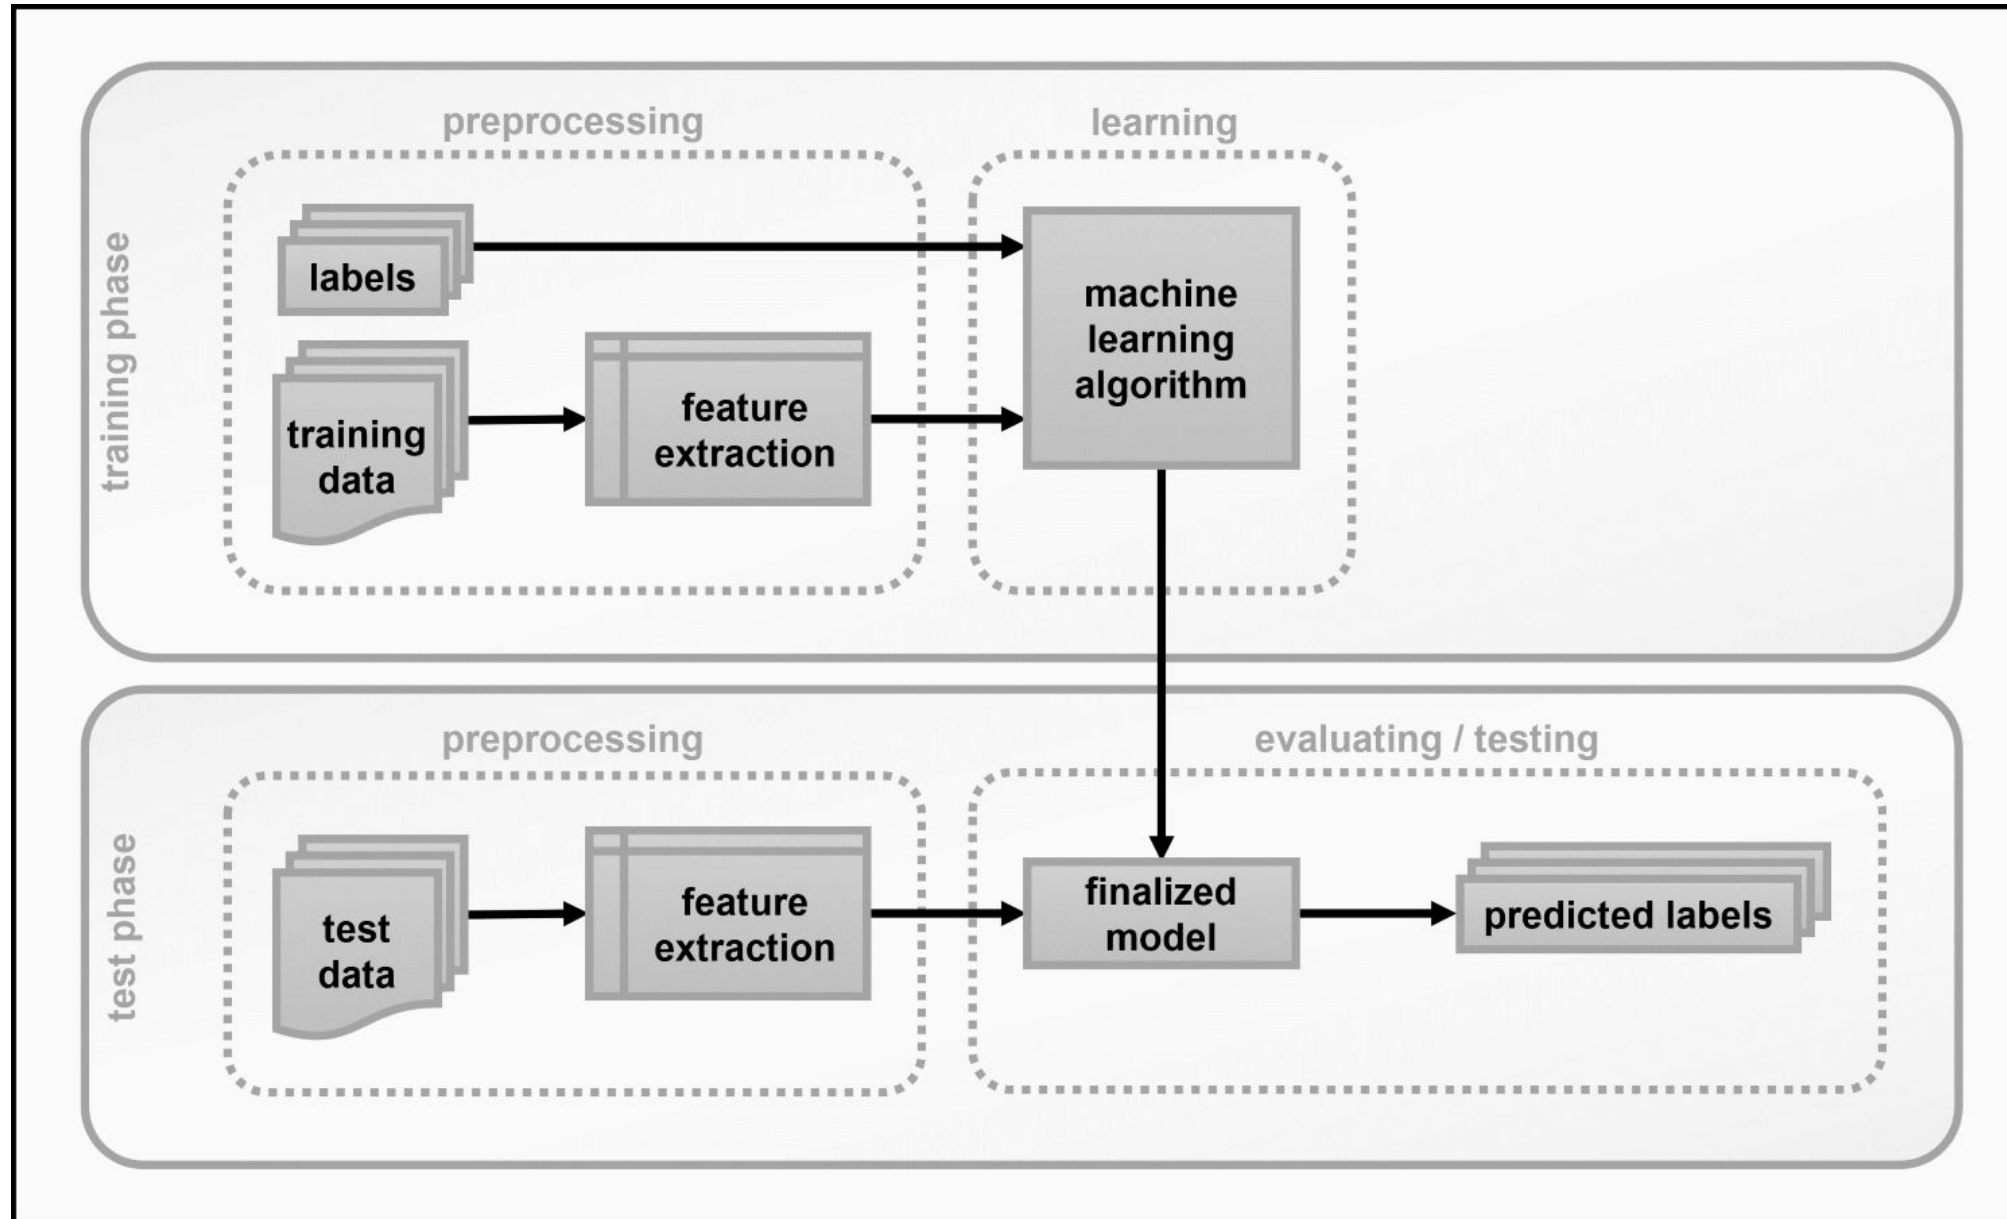 preprocessing
learning
training phase
labels
training
data
feature
extraction
machine
learning
algorithm
preprocessing
evaluating / testing
test phase
test
data
feature
extraction
finalized
model
predicted labels